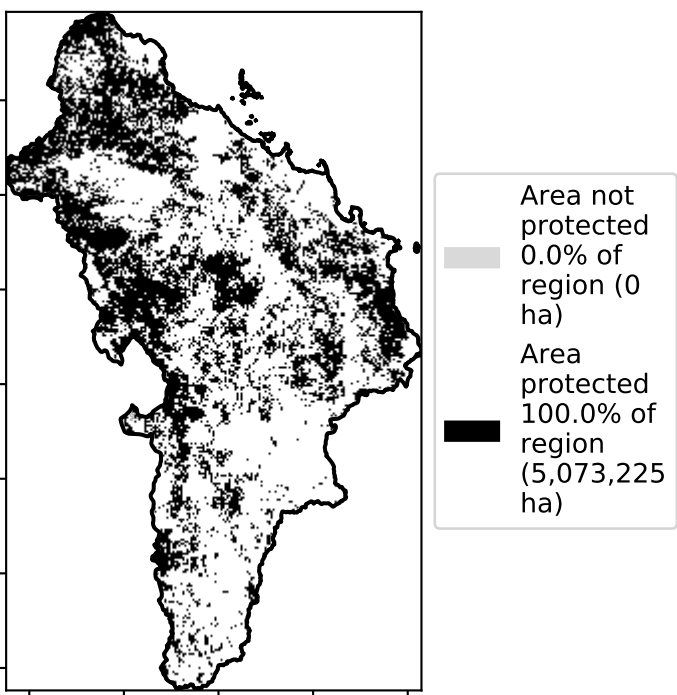 Area not
protected
0.0% of
region (0
ha)
Area
protected
100.0% of
region
(5,073,225
ha)